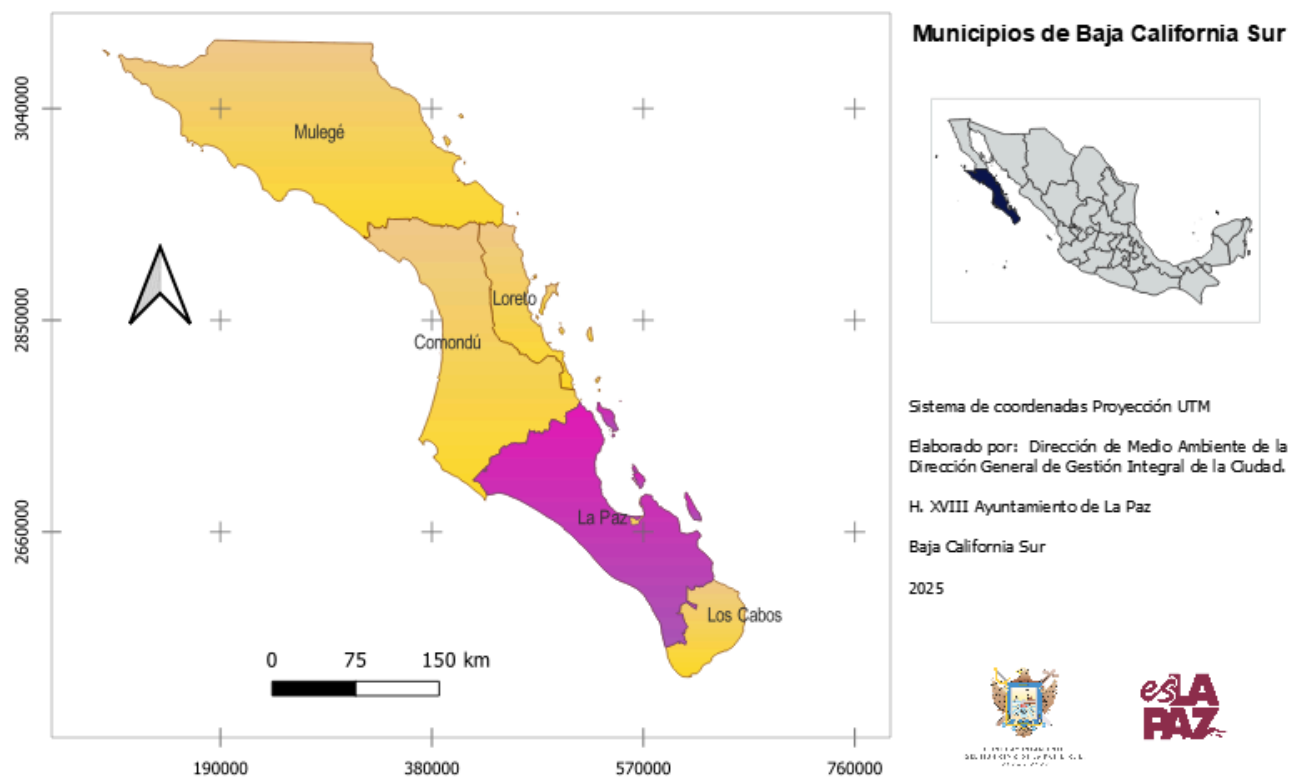 Municipios de Baja California Sur
3040000
2850000
2660000
Mulegé
Loreto
Comondú
La Paz
Los Cabos
0 75 150 km
190000 380000 570000 760000
Sistema de coordenadas Proyección UTM
Elaborado por: Dirección de Medio Ambiente de la
Dirección General de Gestión Integral de la Ciudad.
H. XVIII Ayuntamiento de La Paz
Baja California Sur
2025
es LA
PAZ